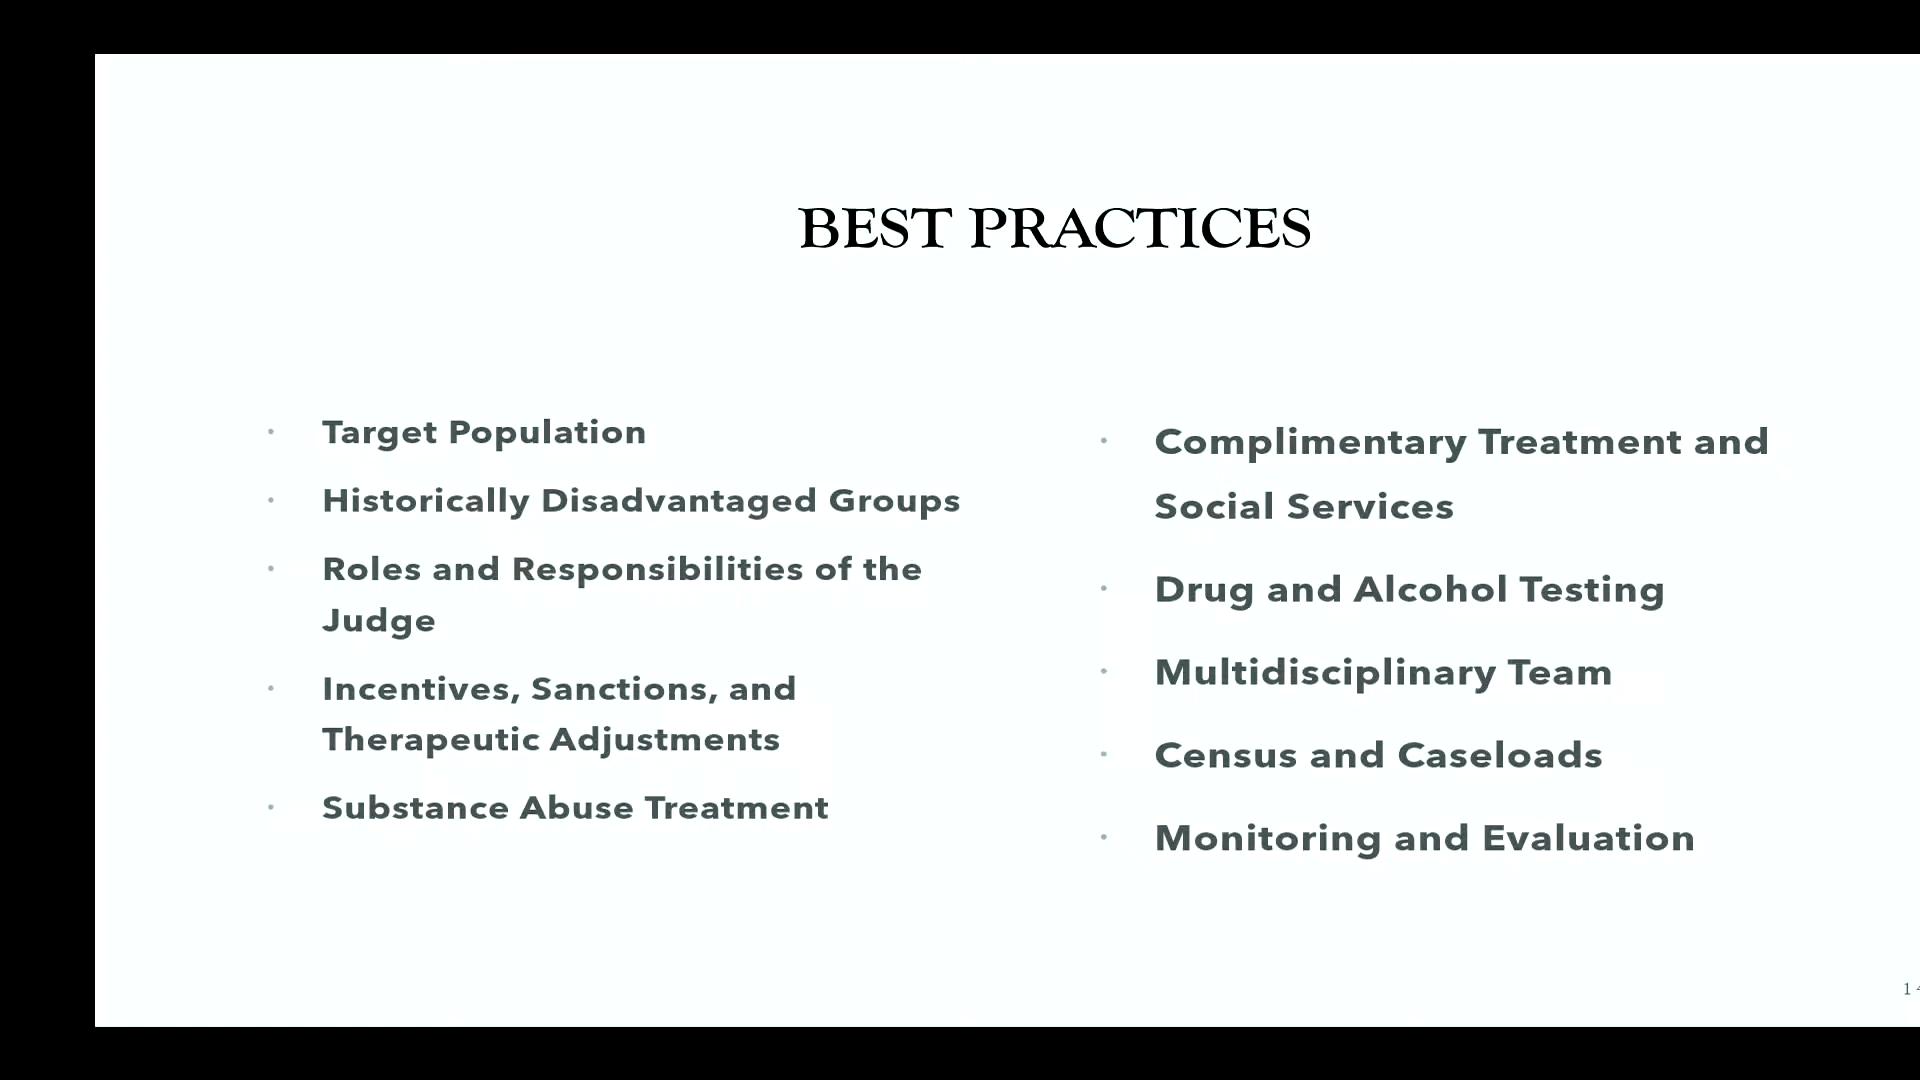 BEST PRACTICES
• Target Population
• Historically Disadvantaged Groups
• Roles and Responsibilities of the
Judge
• Incentives, Sanctions, and
Therapeutic Adjustments
• Substance Abuse Treatment
• Complimentary Treatment and
Social Services
• Drug and Alcohol Testing
• Multidisciplinary Team
• Census and Caseloads
• Monitoring and Evaluation